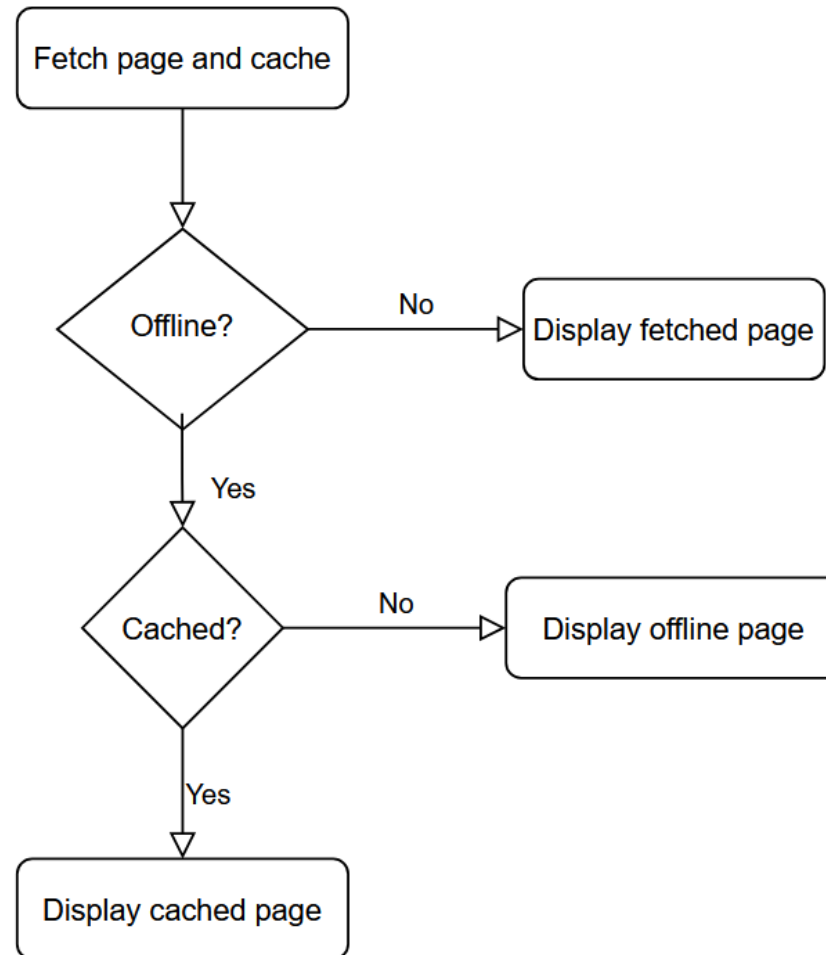 Fetch page and cache
Offline?
No
Display fetched page
Yes
Cached?
No
Display offline page
Yes
Display cached page